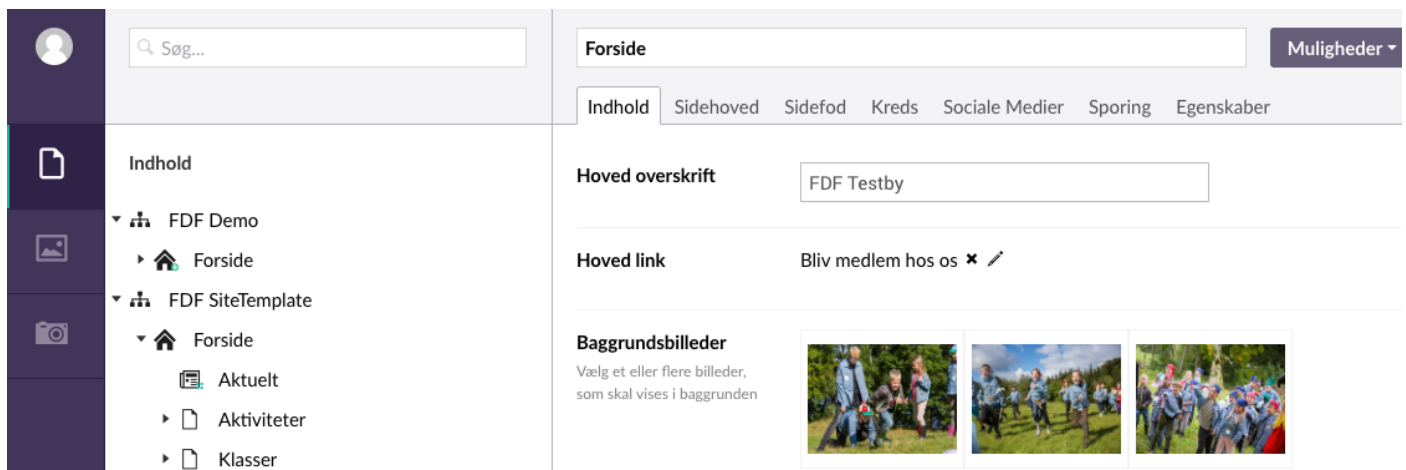 Søg...
Forside
Muligheder
Indhold
Sidehoved
Sidefod
Kreds
Sociale Medier
Sporing
Egenskaber
Indhold
FDF Demo
Forside
FDF SiteTemplate
Forside
Aktuelt
Aktiviteter
Klasser
Hoved overskrift
FDF Testby
Hoved link
Bliv medlem hos os
Baggrundsbilleder
Vælg et eller flere billeder,
som skal vises i baggrunden